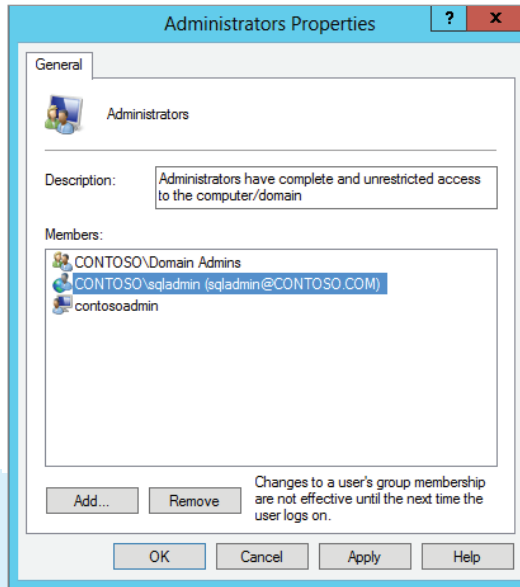 Administrators Properties
?
x
General
Administrators
Description:
Administrators have complete and unrestricted access
to the computer/domain
Members:
CONTOSO\Domain Admins
CONTOSO\sqladmin (sqladmin@CONTOSO.COM)
contosoadmin
Add...
Remove
Changes to a user's group membership
are not effective until the next time the
user logs on.
OK
Cancel
Apply
Help